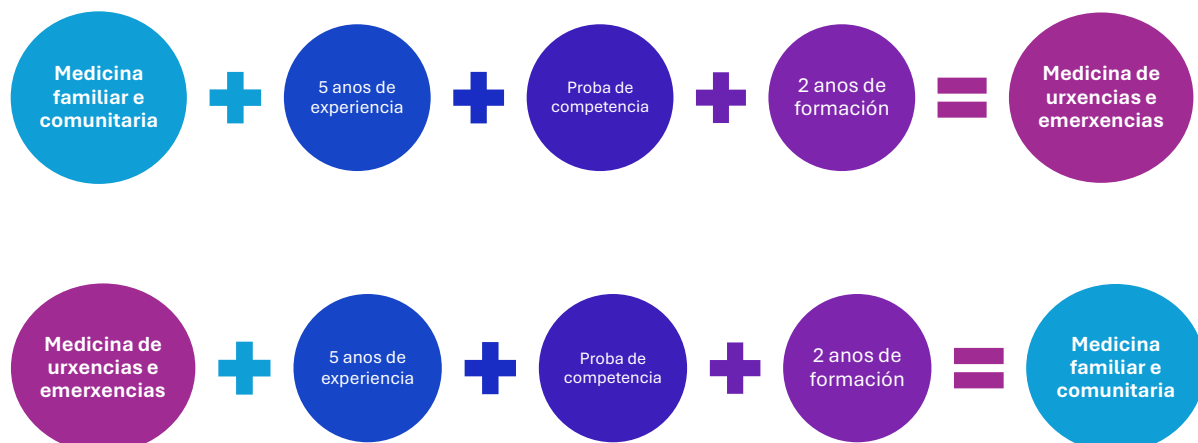 Medicina
familiar e
comunitaria
5 anos de
experiencia
Proba de
competencia
2 anos de
formación
Medicina de
urxencias e
emerxencias
Medicina de
urxencias e
emerxencias
5 anos de
experiencia
Proba de
competencia
2 anos de
formación
Medicina
familiar e
comunitaria